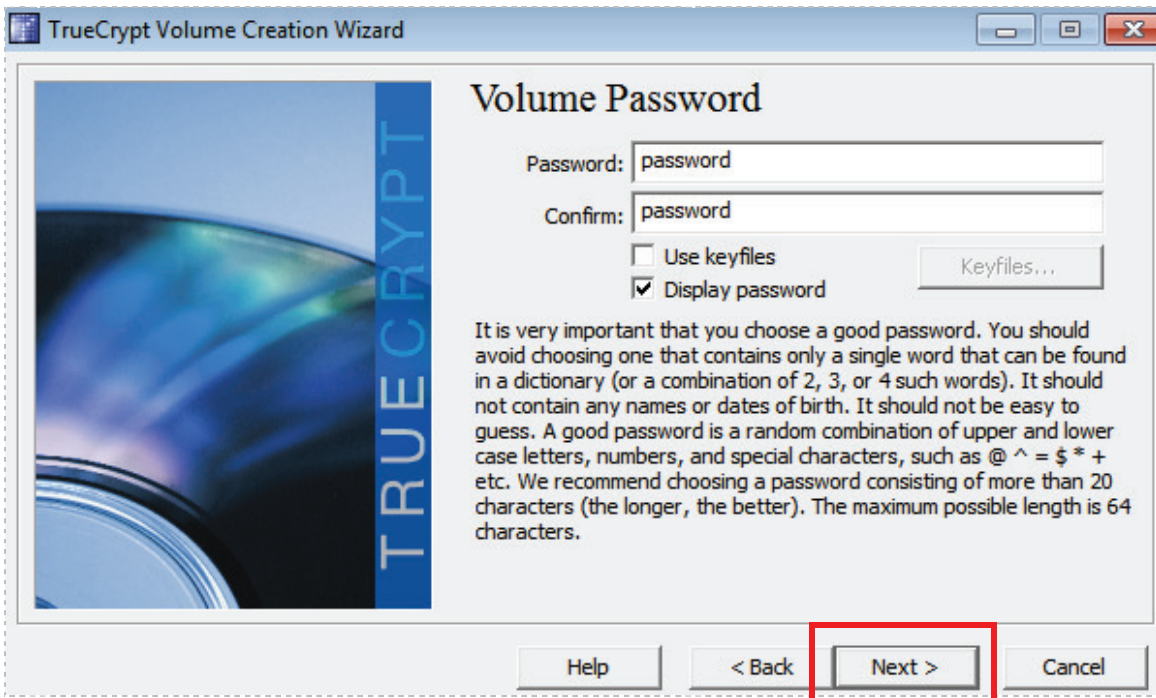 TrueCrypt Volume Creation Wizard
TRUECRYPT
Volume Password
Password: password
Confirm: password
Use keyfiles
Keyfiles...
Display password
It is very important that you choose a good password. You should
avoid choosing one that contains only a single word that can be found
in a dictionary (or a combination of 2, 3, or 4 such words). It should
not contain any names or dates of birth. It should not be easy to
guess. A good password is a random combination of upper and lower
case letters, numbers, and special characters, such as @ ^ = $ * +
etc. We recommend choosing a password consisting of more than 20
characters (the longer, the better). The maximum possible length is 64
characters.
Help
< Back
Next >
Cancel